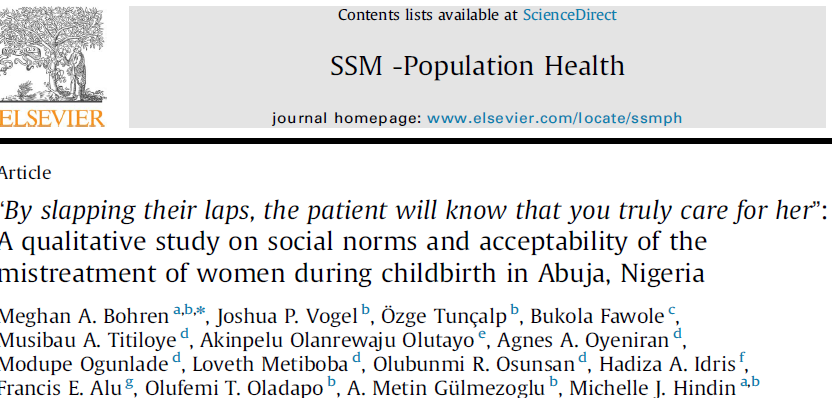 Contents lists available at ScienceDirect
SSM -Population Health
ELSEVIER
journal homepage: www.elsevier.com/locate/ssmph
Article
“By slapping their laps, the patient will know that you truly care for her”:
A qualitative study on social norms and acceptability of the
mistreatment of women during childbirth in Abuja, Nigeria
Meghan A. Bohren a,b,*, Joshua P. Vogel b, Özge Tunçalp b, Bukola Fawole c,
Musibau A. Titiloye d, Akinpelu Olanrewaju Olutayo e, Agnes A. Oyeniran d,
Modupe Ogunlade d, Loveth Metiboba d, Olubunmi R. Osunsan d, Hadiza A. Idris f,
Francis E. Alu g, Olufemi T. Oladapo b, A. Metin Gülmezoglu b, Michelle J. Hindin a,b